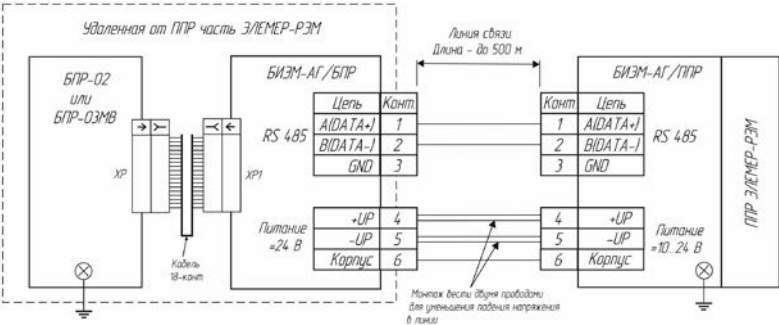 Удаленная от ППР часть ЭЛЕМЕР-РЭМ
БПР-02
или
БПР-03МВ
XP
XP1
Кабель
18-конт.
БИЭМ-АГ/БПР
RS 485
Цепь Конт.
A(DATA+) 1
B(DATA-) 2
GND 3
Питание
=24 В
+UP 4
-UP 5
Корпус 6
Линия связи.
Длина - до 500 м
Монтаж вести двумя проводами
для уменьшения падения напряжения
в линии
БИЭМ-АГ/ППР
Конт. Цепь
1 A(DATA+)
2 B(DATA-)
3 GND
RS 485
4 +UP
5 -UP
6 Корпус
Питание
=10...24 В
ППР ЭЛЕМЕР-РЭМ